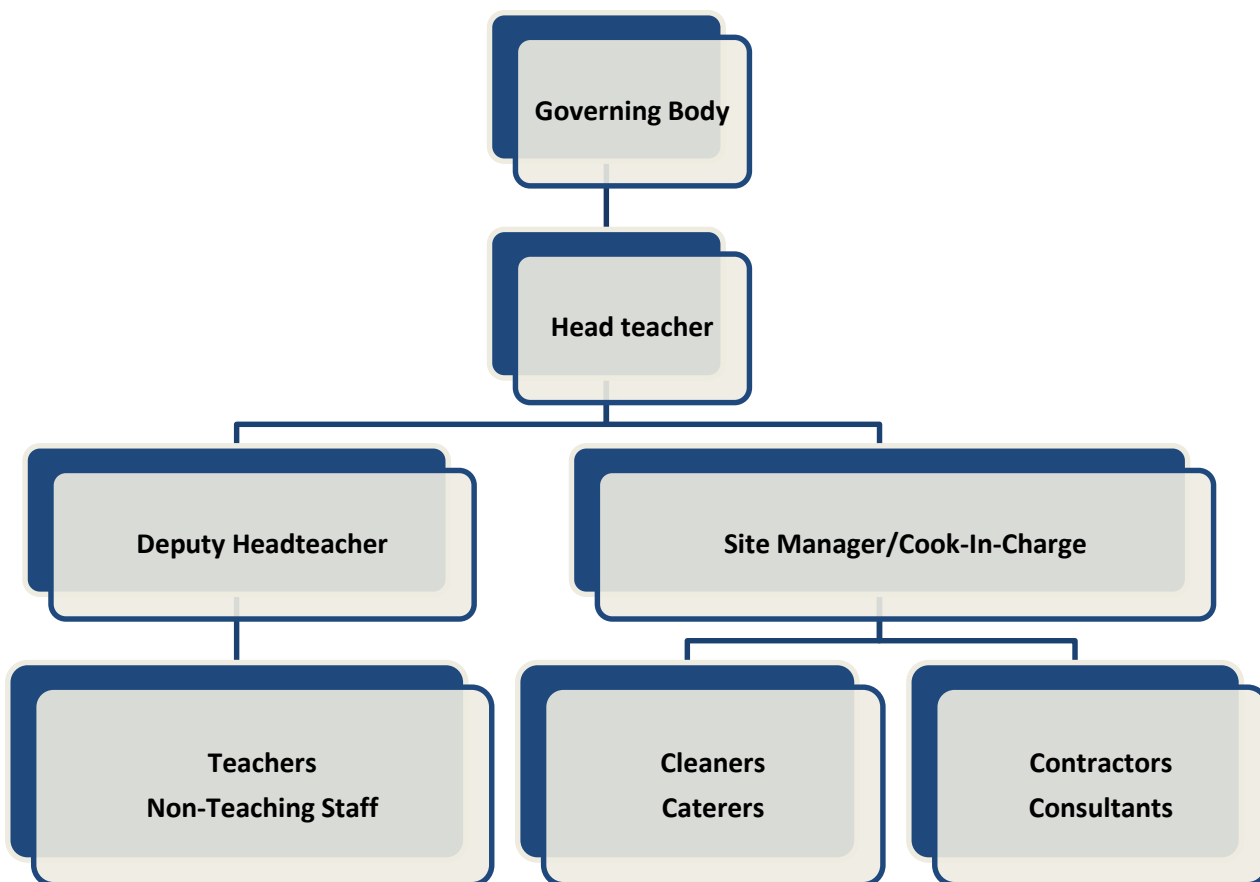 Governing Body
Head teacher
Deputy Headteacher
Site Manager/Cook-In-Charge
Teachers
Non-Teaching Staff
Cleaners
Caterers
Contractors
Consultants